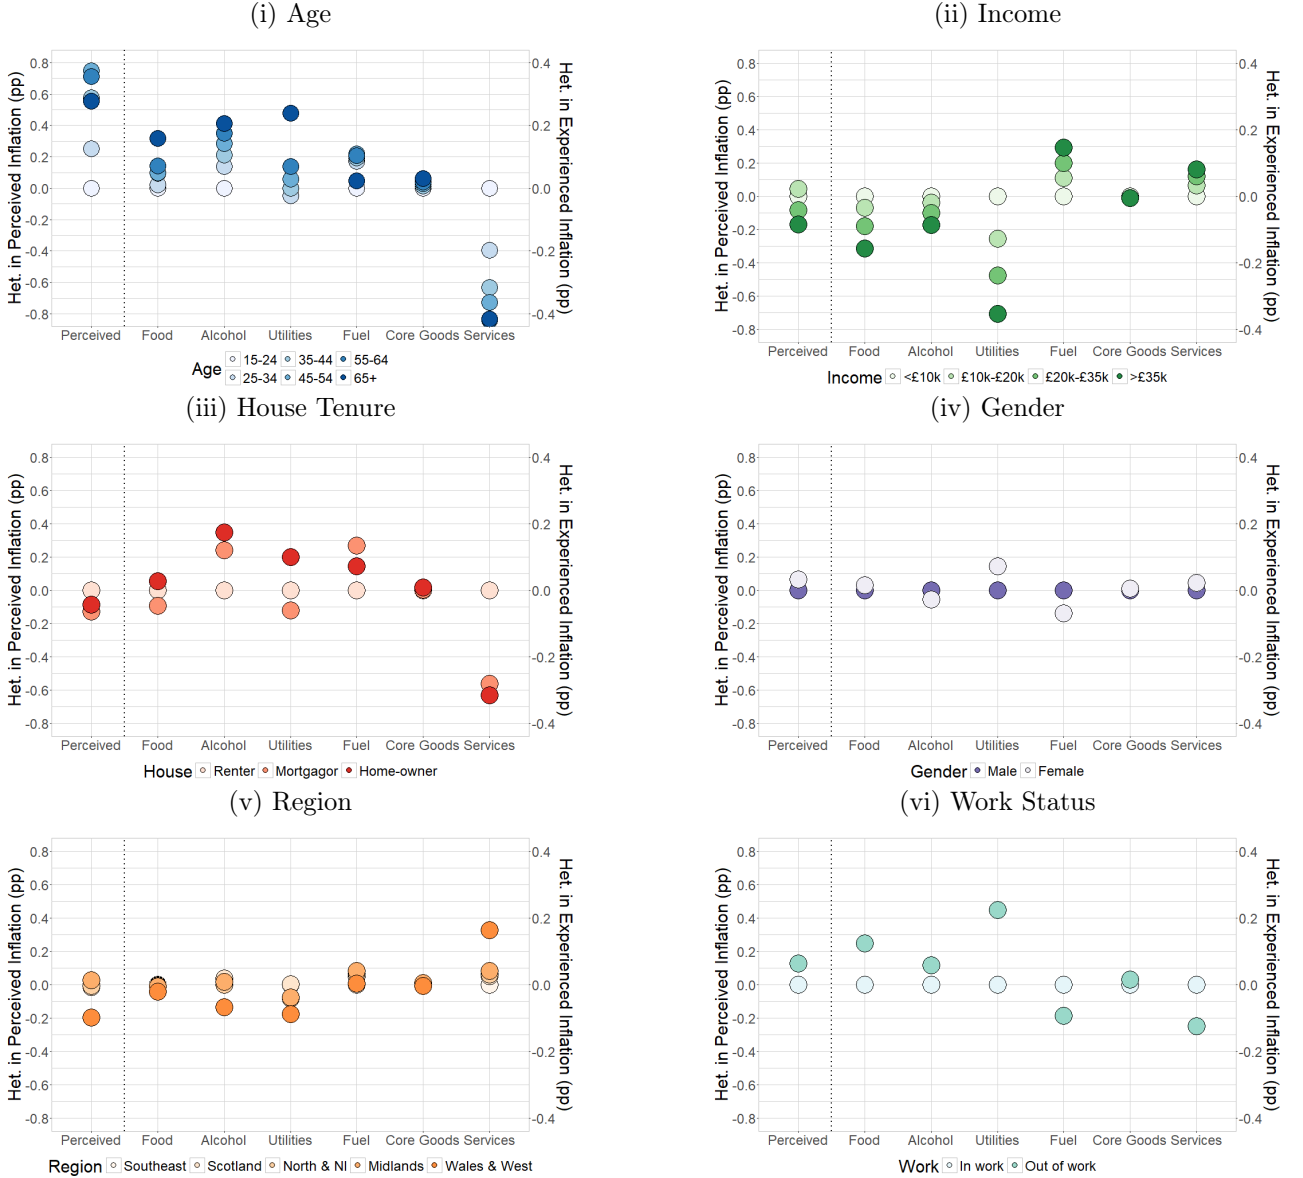 (i) Age
Het. in Perceived Inflation (pp)
0.8
0.6
0.4
0.2
0.0
-0.2
-0.4
-0.6
-0.8
0.4
0.2
0.0
-0.2
-0.4
Het. in Experienced Inflation (pp)
Perceived Food Alcohol Utilities Fuel Core Goods Services
Age 15-24 35-44 55-64
25-34 45-54 65+
(ii) Income
Het. in Perceived Inflation (pp)
0.8
0.6
0.4
0.2
0.0
-0.2
-0.4
-0.6
-0.8
0.4
0.2
0.0
-0.2
-0.4
Het. in Experienced Inflation (pp)
Perceived Food Alcohol Utilities Fuel Core Goods Services
Income <£10k £10k-£20k £20k-£35k >£35k
(iii) House Tenure
Het. in Perceived Inflation (pp)
0.8
0.6
0.4
0.2
0.0
-0.2
-0.4
-0.6
-0.8
0.4
0.2
0.0
-0.2
-0.4
Het. in Experienced Inflation (pp)
Perceived Food Alcohol Utilities Fuel Core Goods Services
House Renter Mortgagor Home-owner
(iv) Gender
Het. in Perceived Inflation (pp)
0.8
0.6
0.4
0.2
0.0
-0.2
-0.4
-0.6
-0.8
0.4
0.2
0.0
-0.2
-0.4
Het. in Experienced Inflation (pp)
Perceived Food Alcohol Utilities Fuel Core Goods Services
Gender Male Female
(v) Region
Het. in Perceived Inflation (pp)
0.8
0.6
0.4
0.2
0.0
-0.2
-0.4
-0.6
-0.8
0.4
0.2
0.0
-0.2
-0.4
Het. in Experienced Inflation (pp)
Perceived Food Alcohol Utilities Fuel Core Goods Services
Region Southeast Scotland North & NI Midlands Wales & West
(vi) Work Status
Het. in Perceived Inflation (pp)
0.8
0.6
0.4
0.2
0.0
-0.2
-0.4
-0.6
-0.8
0.4
0.2
0.0
-0.2
-0.4
Het. in Experienced Inflation (pp)
Perceived Food Alcohol Utilities Fuel Core Goods Services
Work In work Out of work